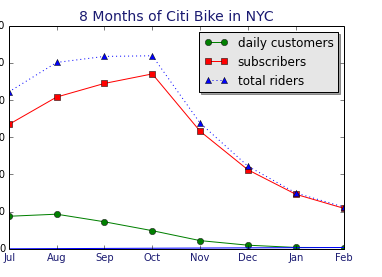 8 Months of Citi Bike in NYC
daily customers
subscribers
total riders
Jul Aug Sep Oct Nov Dec Jan Feb